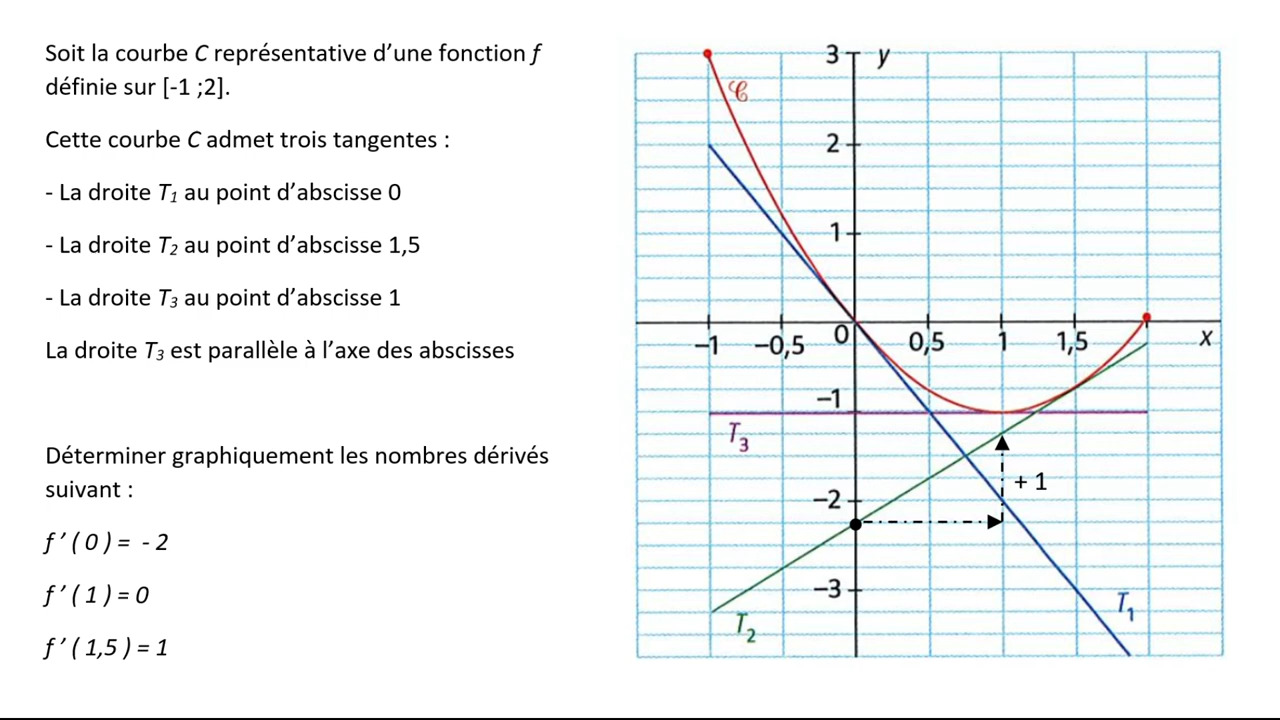 Soit la courbe C représentative d’une fonction f
définie sur [-1 ;2].
Cette courbe C admet trois tangentes :
- La droite T1 au point d’abscisse 0
- La droite T2 au point d’abscisse 1,5
- La droite T3 au point d’abscisse 1
La droite T3 est parallèle à l’axe des abscisses
Déterminer graphiquement les nombres dérivés
suivant :
f ’ ( 0 ) = - 2
f ’ ( 1 ) = 0
f ’ ( 1,5 ) = 1
3 y
C
2
1
−1 −0,5 0 0,5 1 1,5 x
−1
T3
+ 1
−2
−3
T1
T2